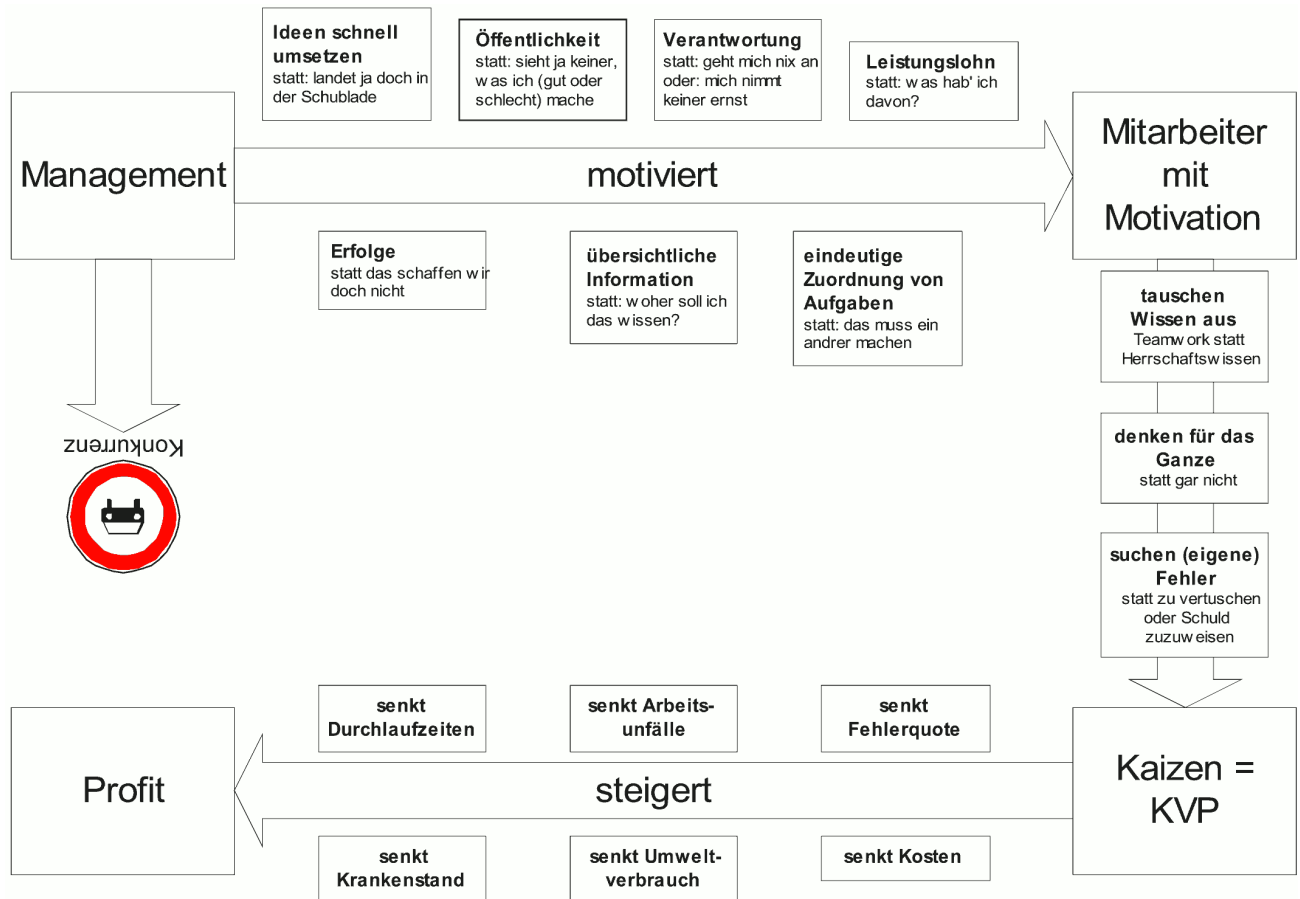 Ideen schnell
umsetzen
statt: landet ja doch in
der Schublade
Öffentlichkeit
statt: sieht ja keiner,
was ich (gut oder
schlecht) mache
Verantwortung
statt: geht mich nix an
oder: mich nimmt
keiner ernst
Leistungslohn
statt: was hab' ich
davon?
Management
motiviert
Mitarbeiter
mit
Motivation
Erfolge
statt das schaffen wir
doch nicht
übersichtliche
Information
statt: woher soll ich
das wissen?
eindeutige
Zuordnung von
Aufgaben
statt: das muss ein
andrer machen
tauschen
Wissen aus
Teamwork statt
Herrschaftswissen
Konkurrenz
denken für das
Ganze
statt gar nicht
suchen (eigene)
Fehler
statt zu vertuschen
oder Schuld
zuzuweisen
senkt
Durchlaufzeiten
senkt Arbeits-
unfälle
senkt
Fehlerquote
Profit
steigert
Kaizen =
KVP
senkt
Krankenstand
senkt Umwelt-
verbrauch
senkt Kosten